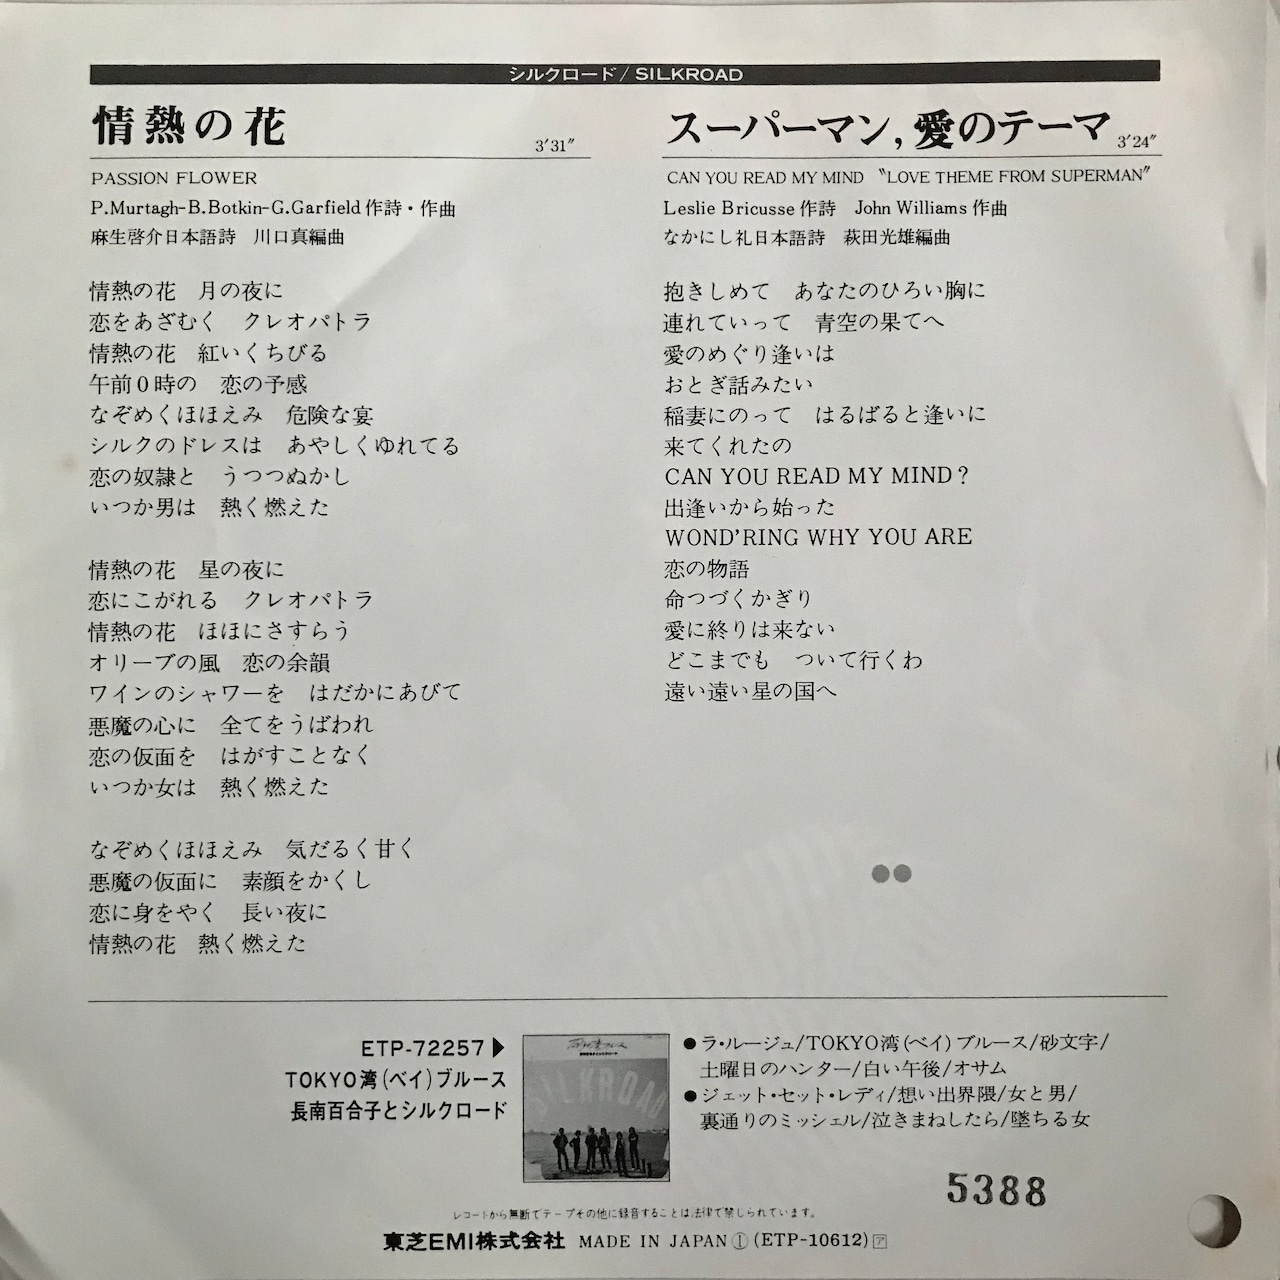 シルクロード/SILKROAD
情熱の花 3′31″
PASSION FLOWER
P.Murtagh-B.Botkin-G.Garfield作詩・作曲
麻生啓介日本語詩　川口真編曲
情熱の花　月の夜に
恋をあざむく　クレオパトラ
情熱の花　紅いくちびる
午前0時の　恋の予感
なぞめくほほえみ　危険な宴
シルクのドレスは　あやしくゆれてる
恋の奴隷と　うつつぬかし
いつか男は　熱く燃えた
情熱の花　星の夜に
恋にこがれる　クレオパトラ
情熱の花　ほほにさすらう
オリーブの風　恋の余韻
ワインのシャワーを　はだかにあびて
悪魔の心に　全てをうばわれ
恋の仮面を　はがすことなく
いつか女は　熱く燃えた
なぞめくほほえみ　気だるく甘く
悪魔の仮面に　素顔をかくし
恋に身をやく　長い夜に
情熱の花　熱く燃えた
スーパーマン,愛のテーマ 3′24″
CAN YOU READ MY MIND 〝LOVE THEME FROM SUPERMAN″
Leslie Bricusse作詩　John Williams作曲
なかにし礼日本語詩　萩田光雄編曲
抱きしめて　あなたのひろい胸に
連れていって　青空の果てへ
愛のめぐり逢いは
おとぎ話みたい
稲妻にのって　はるばると逢いに
来てくれたの
CAN YOU READ MY MIND?
出逢いから始った
WOND'RING WHY YOU ARE
恋の物語
命つづくかぎり
愛に終りは来ない
どこまでも　ついて行くわ
遠い遠い星の国へ
ETP-72257▶
TOKYO湾(ベイ)ブルース
長南百合子とシルクロード
SILKROAD
●ラ・ルージュ/TOKYO湾(ベイ)ブルース/砂文字/
土曜日のハンター/白い午後/オサム
●ジェット・セット・レディ/想い出界隈/女と男/
裏通りのミッシェル/泣きまねしたら/墜ちる女
5388
レコードから無断でテープその他に録音することは法律で禁じられています。
東芝EMI株式会社 MADE IN JAPAN Ⓘ (ETP-10612) ア